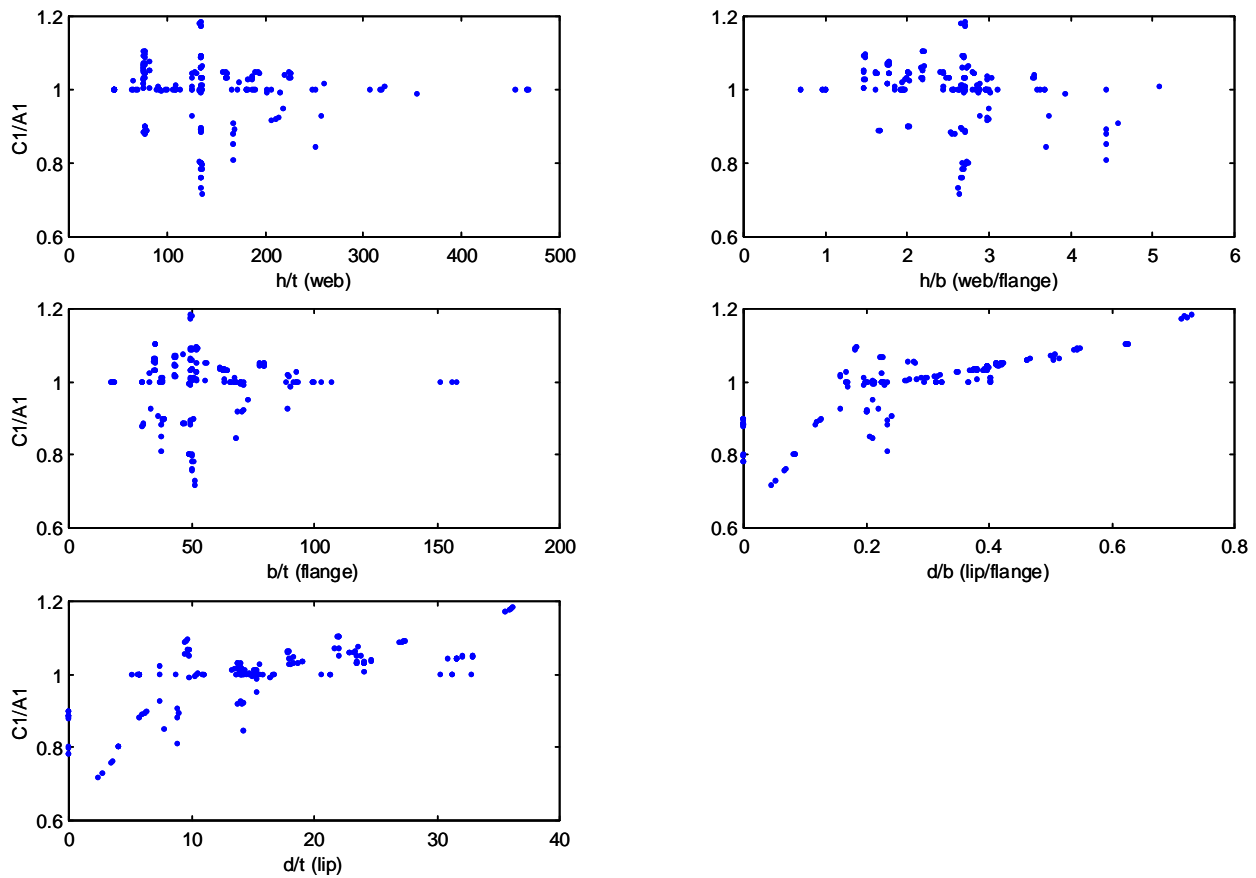 1.2
1
0.8
0.6
C1/A1
0 100 200 300 400 500
h/t (web)
1.2
1
0.8
0.6
0 1 2 3 4 5 6
h/b (web/flange)
1.2
1
0.8
0.6
C1/A1
0 50 100 150 200
b/t (flange)
1.2
1
0.8
0.6
0 0.2 0.4 0.6 0.8
d/b (lip/flange)
1.2
1
0.8
0.6
C1/A1
0 10 20 30 40
d/t (lip)